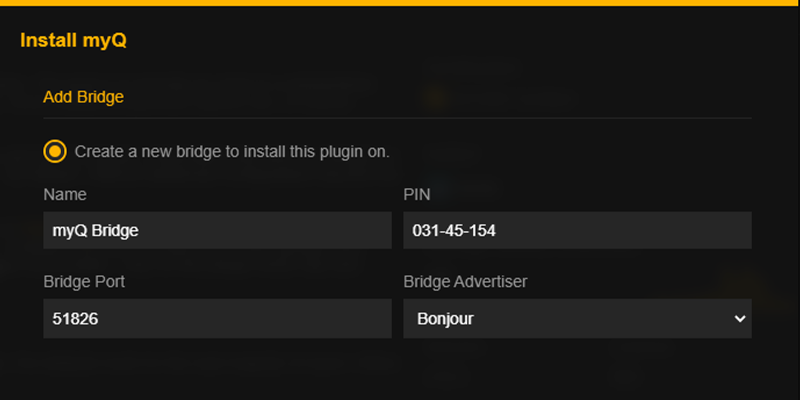 Install myQ
Add Bridge
Create a new bridge to install this plugin on.
Name PIN
myQ Bridge 031-45-154
Bridge Port Bridge Advertiser
51826 Bonjour